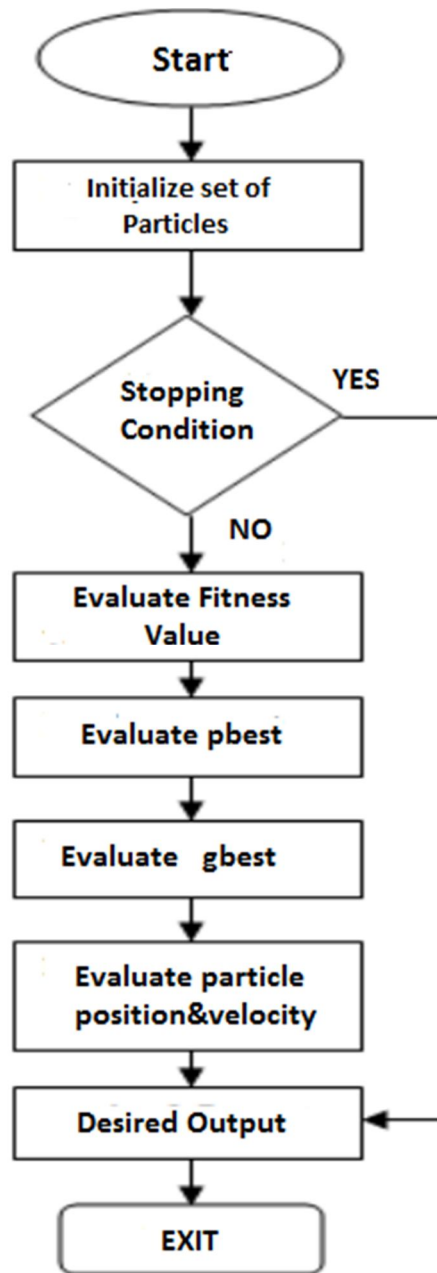 Start
Initialize set of
Particles
Stopping
Condition
YES
NO
Evaluate Fitness
Value
Evaluate pbest
Evaluate gbest
Evaluate particle
position&velocity
Desired Output
EXIT